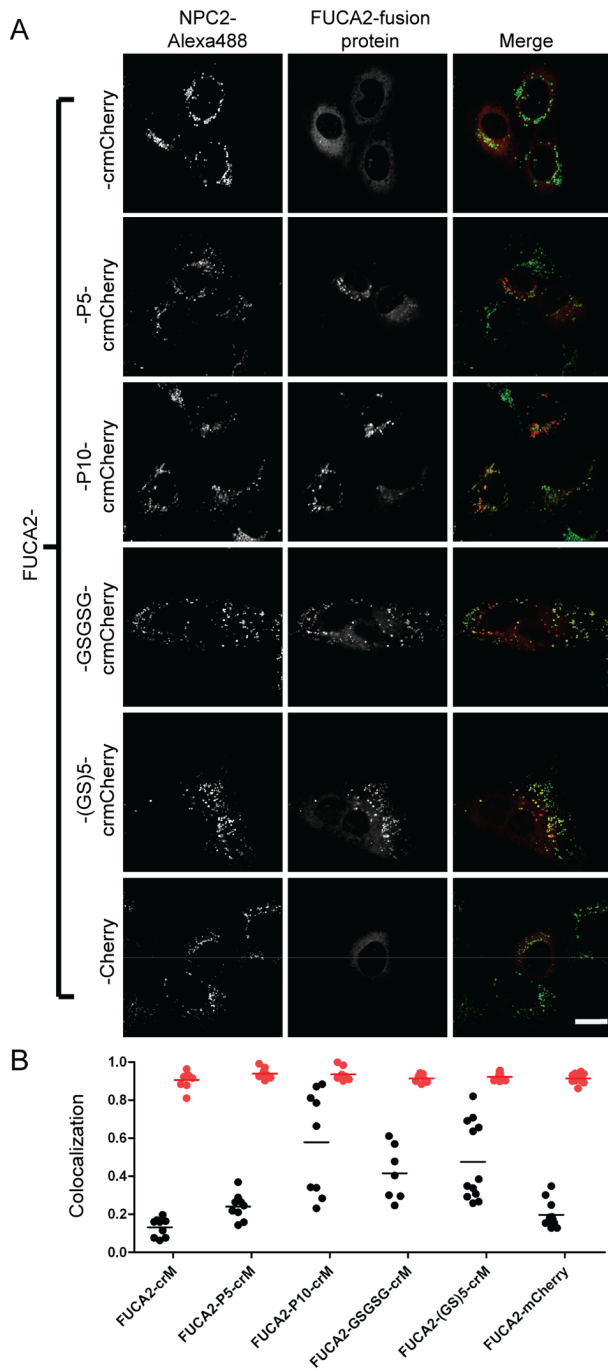 A
NPC2-
Alexa488
FUCA2-fusion
protein
Merge
FUCA2-
-crmCherry
-P5-
crmCherry
-P10-
crmCherry
-GSGSG-
crmCherry
-(GS)5-
crmCherry
-Cherry
B
Colocalization
1.0
0.8
0.6
0.4
0.2
0.0
FUCA2-crM
FUCA2-P5-crM
FUCA2-P10-crM
FUCA2-GSGSG-crM
FUCA2-(GS)5-crM
FUCA2-mCherry